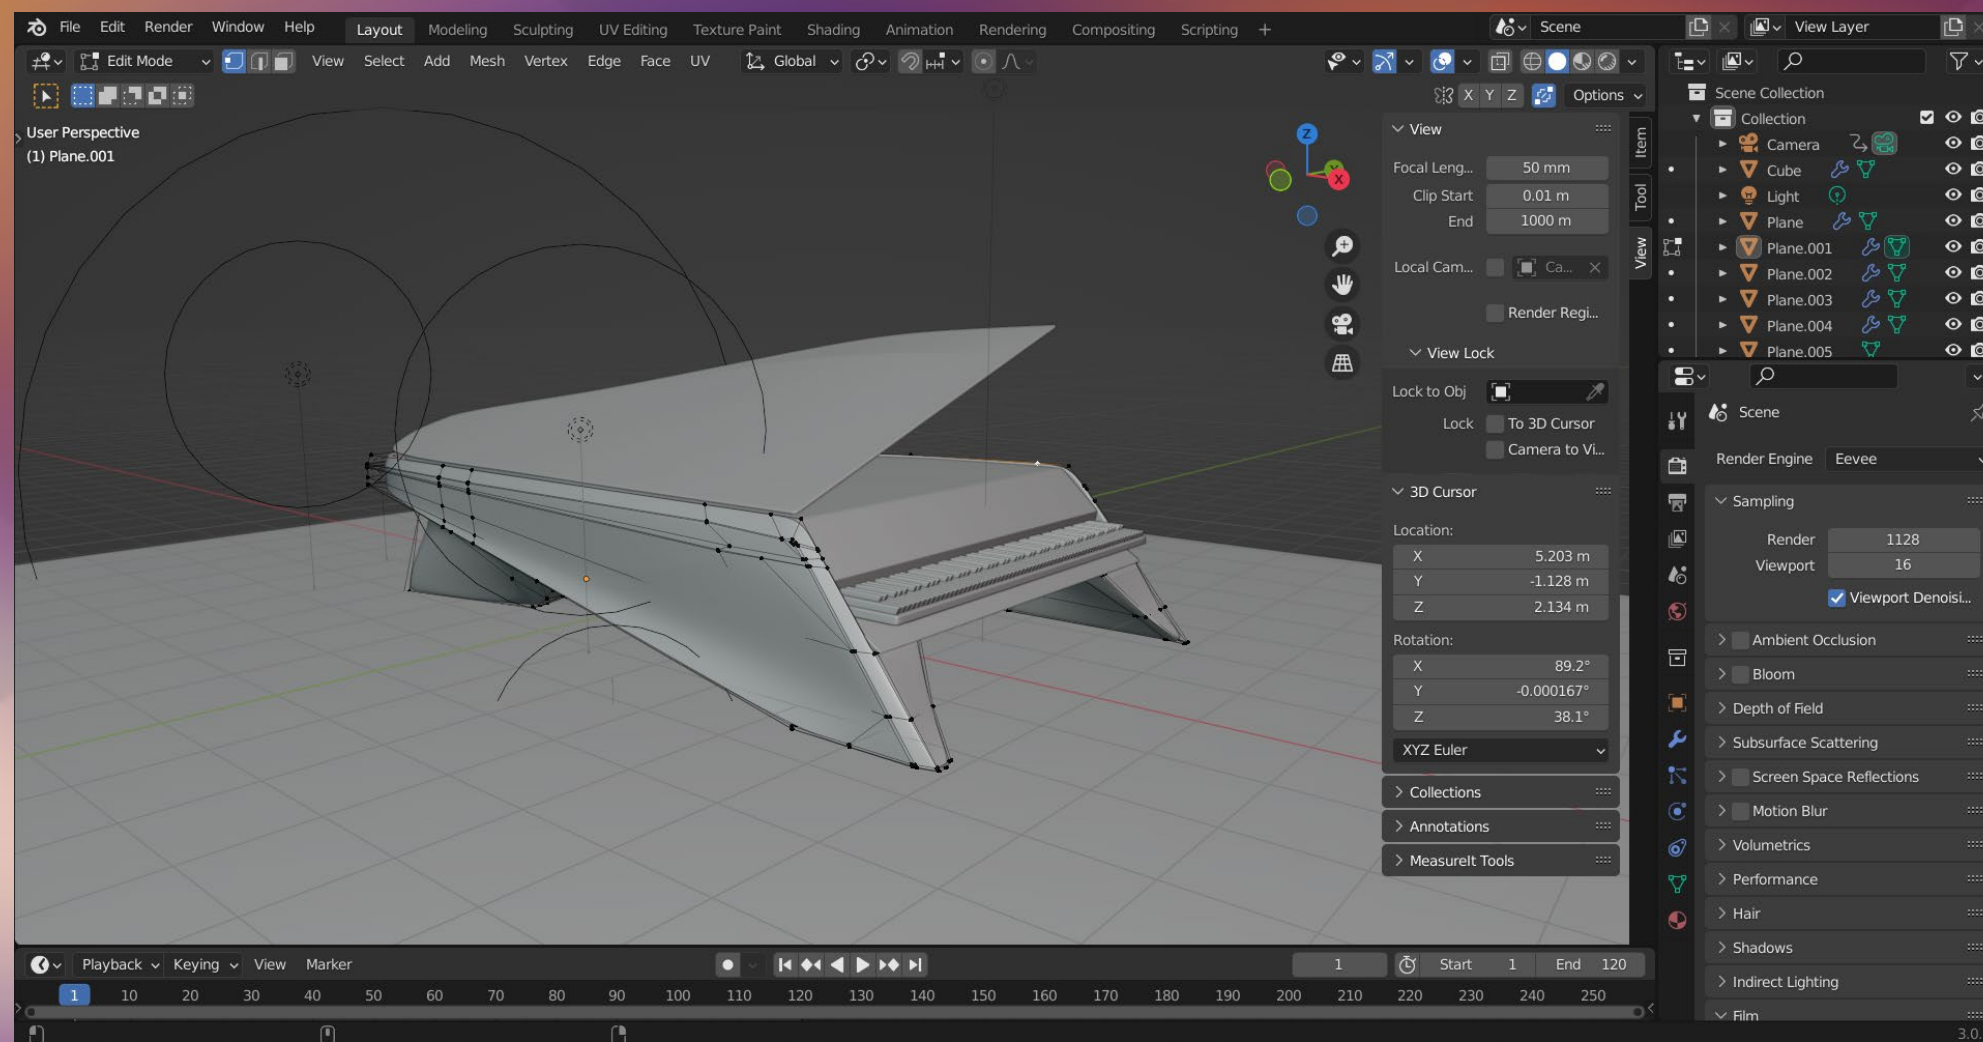 File Edit Render Window Help Layout Modeling Sculpting UV Editing Texture Paint Shading Animation Rendering Compositing Scripting + Scene View Layer
Edit Mode View Select Add Mesh Vertex Edge Face UV Global
X Y Z Options
User Perspective
(1) Plane.001
Z
Y
X
View
Focal Leng... 50 mm
Clip Start 0.01 m
End 1000 m
Local Cam... Ca...
Render Regi...
View Lock
Lock to Obj
Lock To 3D Cursor
Camera to Vi...
3D Cursor
Location:
X 5.203 m
Y -1.128 m
Z 2.134 m
Rotation:
X 89.2°
Y -0.000167°
Z 38.1°
XYZ Euler
Collections
Annotations
MeasureIt Tools
Item
Tool
View
Scene Collection
Collection
Camera
Cube
Light
Plane
Plane.001
Plane.002
Plane.003
Plane.004
Plane.005
Scene
Render Engine Eevee
Sampling
Render 1128
Viewport 16
Viewport Denoisi...
Ambient Occlusion
Bloom
Depth of Field
Subsurface Scattering
Screen Space Reflections
Motion Blur
Volumetrics
Performance
Hair
Shadows
Indirect Lighting
Film
Playback Keying View Marker 1 Start 1 End 120
1 10 20 30 40 50 60 70 80 90 100 110 120 130 140 150 160 170 180 190 200 210 220 230 240 250
3.0.